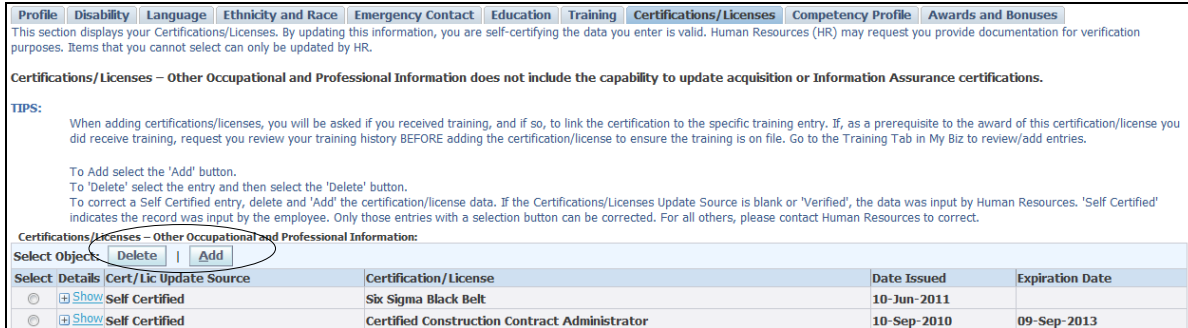 Profile Disability Language Ethnicity and Race Emergency Contact Education Training Certifications/Licenses Competency Profile Awards and Bonuses
This section displays your Certifications/Licenses. By updating this information, you are self-certifying the data you enter is valid. Human Resources (HR) may request you provide documentation for verification
purposes. Items that you cannot select can only be updated by HR.
Certifications/Licenses – Other Occupational and Professional Information does not include the capability to update acquisition or Information Assurance certifications.
TIPS:
When adding certifications/licenses, you will be asked if you received training, and if so, to link the certification to the specific training entry. If, as a prerequisite to the award of this certification/license you
did receive training, request you review your training history BEFORE adding the certification/license to ensure the training is on file. Go to the Training Tab in My Biz to review/add entries.
To Add select the 'Add' button.
To 'Delete' select the entry and then select the 'Delete' button.
To correct a Self Certified entry, delete and 'Add' the certification/license data. If the Certifications/Licenses Update Source is blank or 'Verified', the data was input by Human Resources. 'Self Certified'
indicates the record was input by the employee. Only those entries with a selection button can be corrected. For all others, please contact Human Resources to correct.
Certifications/Licenses – Other Occupational and Professional Information:
Select Object: Delete | Add
Select Details Cert/Lic Update Source Certification/License Date Issued Expiration Date
Show Self Certified Six Sigma Black Belt 10-Jun-2011
Show Self Certified Certified Construction Contract Administrator 10-Sep-2010 09-Sep-2013